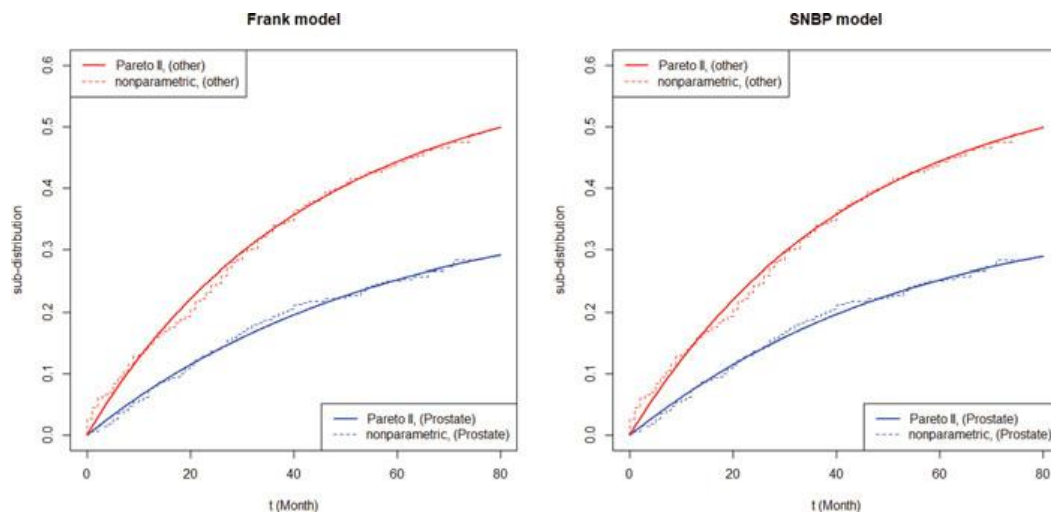 Frank model
Pareto II, (other)
nonparametric, (other)
sub-distribution
0.0
0.1
0.2
0.3
0.4
0.5
0.6
Pareto II, (Prostate)
nonparametric, (Prostate)
0 20 40 60 80
t (Month)
SNBP model
Pareto II, (other)
nonparametric, (other)
sub-distribution
0.0
0.1
0.2
0.3
0.4
0.5
0.6
Pareto II, (Prostate)
nonparametric, (Prostate)
0 20 40 60 80
t (Month)